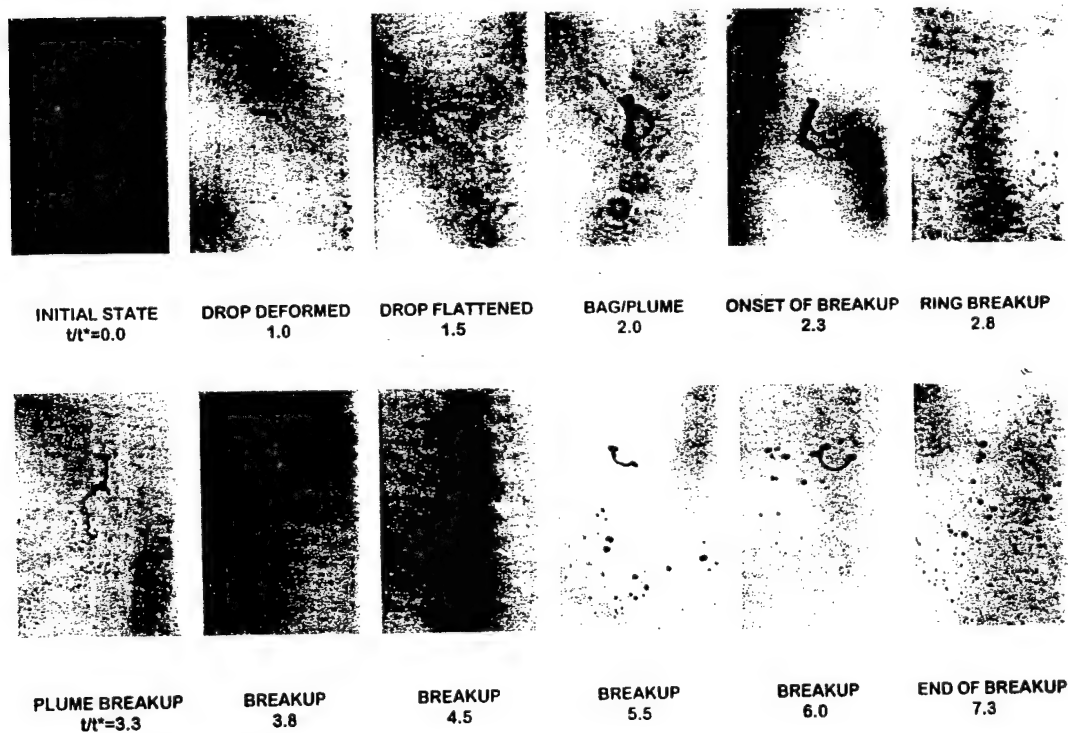 INITIAL STATE
t/t*=0.0
DROP DEFORMED
1.0
DROP FLATTENED
1.5
BAG/PLUME
2.0
ONSET OF BREAKUP
2.3
RING BREAKUP
2.8
PLUME BREAKUP
t/t*=3.3
BREAKUP
3.8
BREAKUP
4.5
BREAKUP
5.5
BREAKUP
6.0
END OF BREAKUP
7.3